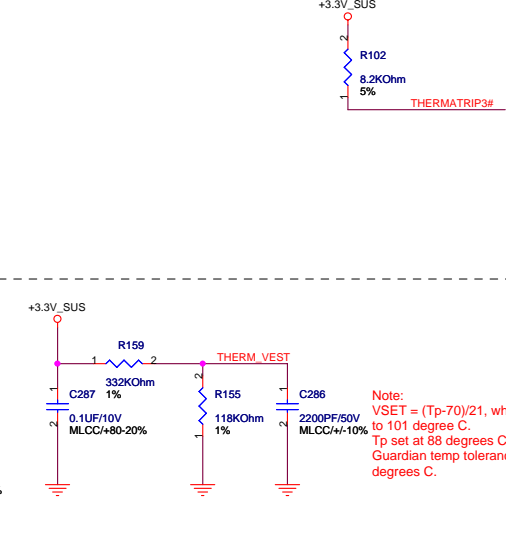 +3.3V_SUS
2
R102
8.2KOhm
5%
1
THERMATRIP3#
+3.3V_SUS
R159
1
2
THERM_VEST
332KOhm
1%
1
C287
2
0.1UF/10V
MLCC/+80-20%
2
R155
1
118KOhm
1%
1
C286
2
2200PF/50V
MLCC/+/-10%
Note:
VSET = (Tp-70)/21, wh
to 101 degree C.
Tp set at 88 degrees C
Guardian temp toleranc
degrees C.